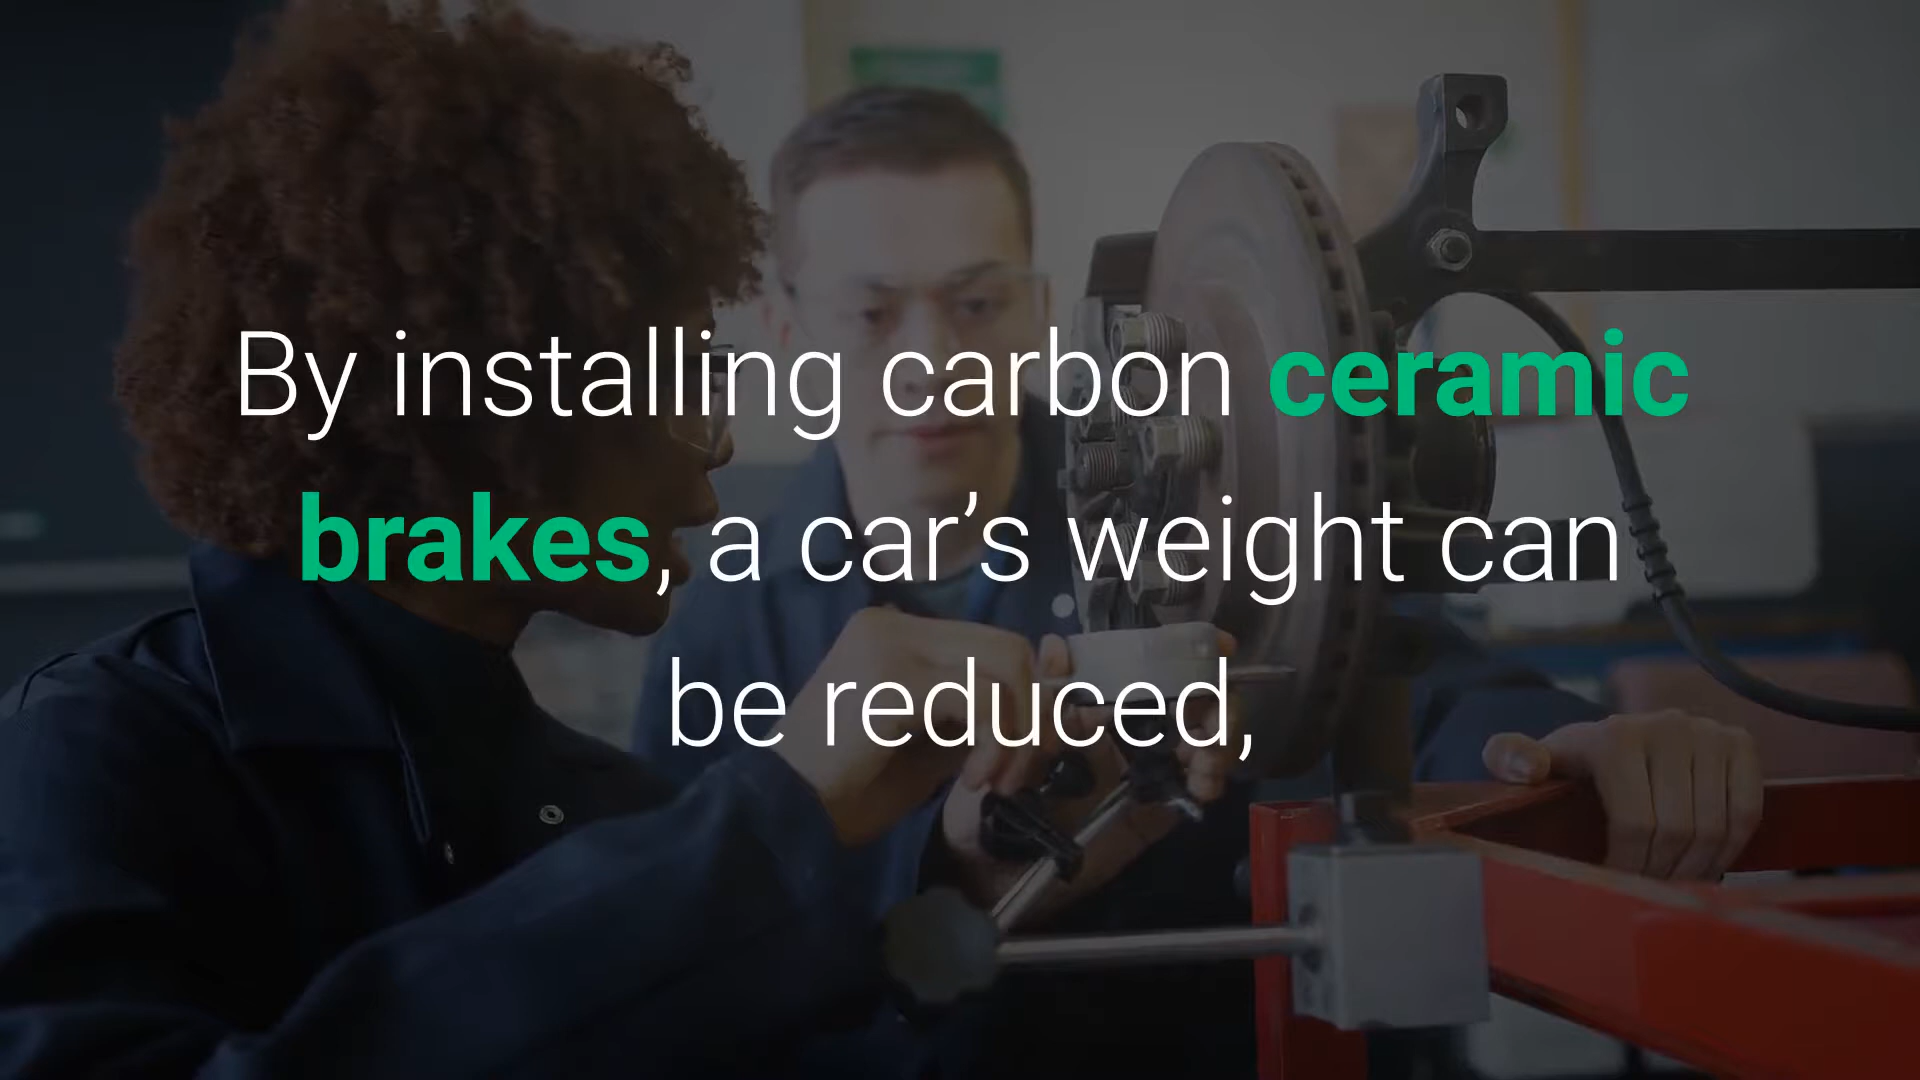 By installing carbon ceramic
brakes, a car’s weight can
be reduced,